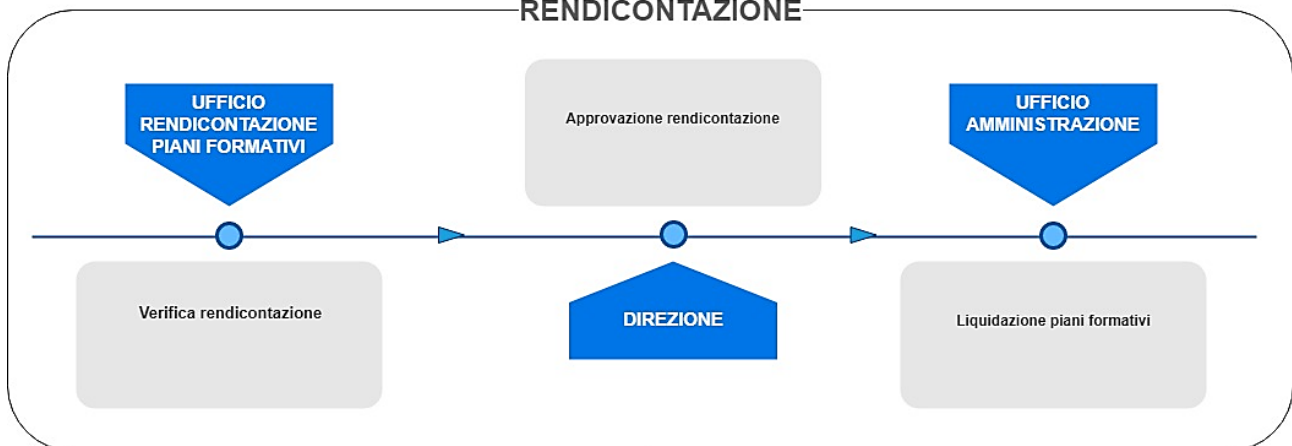 RENDICONTAZIONE
UFFICIO
RENDICONTAZIONE
PIANI FORMATIVI
Verifica rendicontazione
Approvazione rendicontazione
DIREZIONE
UFFICIO
AMMINISTRAZIONE
Liquidazione piani formativi